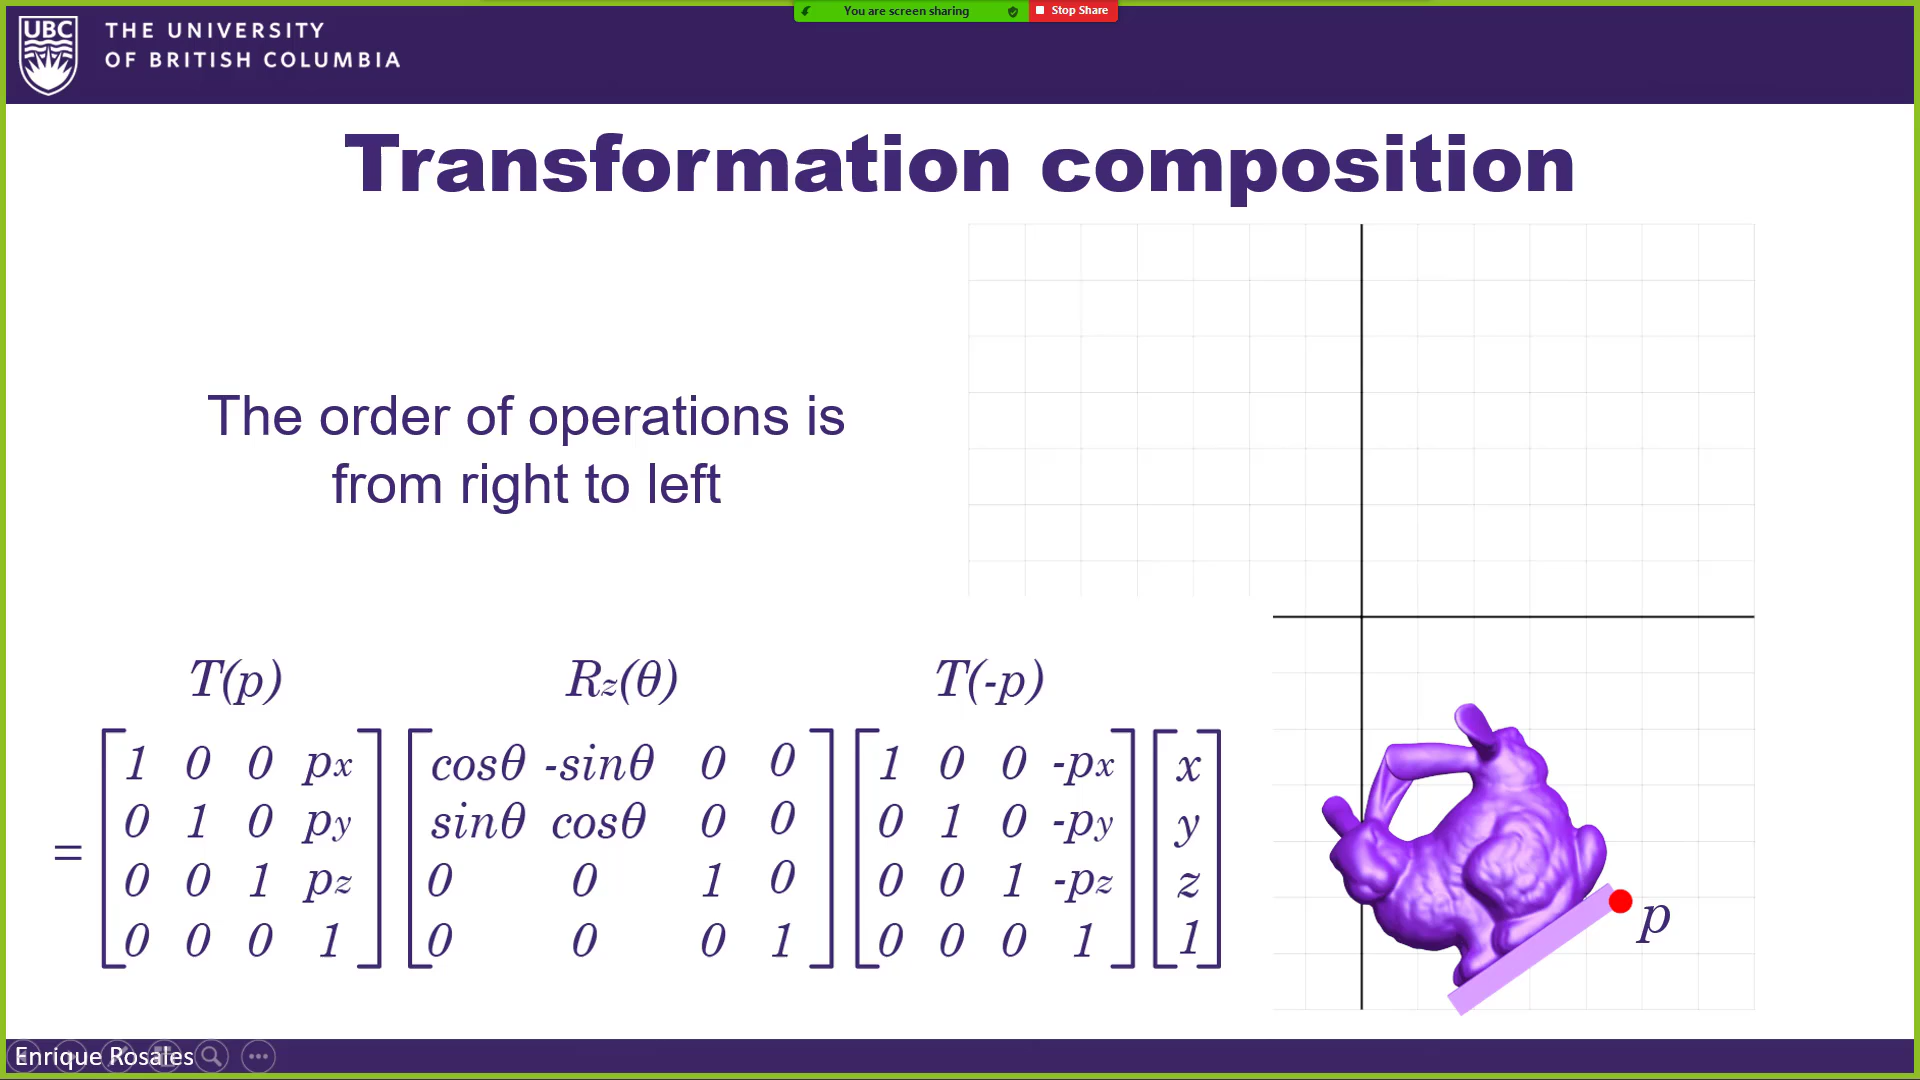 You are screen sharing
Stop Share
UBC
THE UNIVERSITY
OF BRITISH COLUMBIA
Transformation composition
The order of operations is
from right to left
T(p) Rz(θ) T(-p)
= [1 0 0 px] [cosθ -sinθ 0 0] [1 0 0 -px] [x]
[0 1 0 py] [sinθ cosθ 0 0] [0 1 0 -py] [y]
[0 0 1 pz] [0 0 1 0] [0 0 1 -pz] [z]
[0 0 0 1] [0 0 0 1] [0 0 0 1] [1]
p
Enrique Rosales